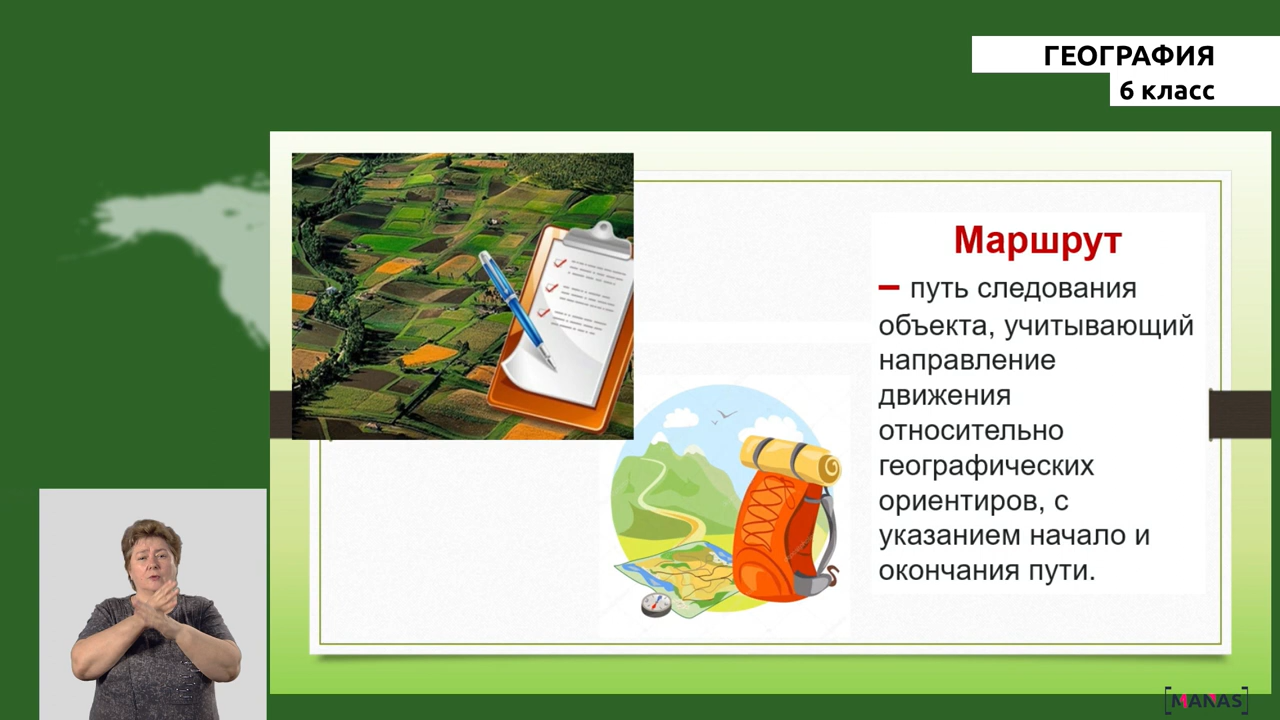 ГЕОГРАФИЯ
6 класс
Маршрут
– путь следования
объекта, учитывающий
направление
движения
относительно
географических
ориентиров, с
указанием начало и
окончания пути.
[MANAS]